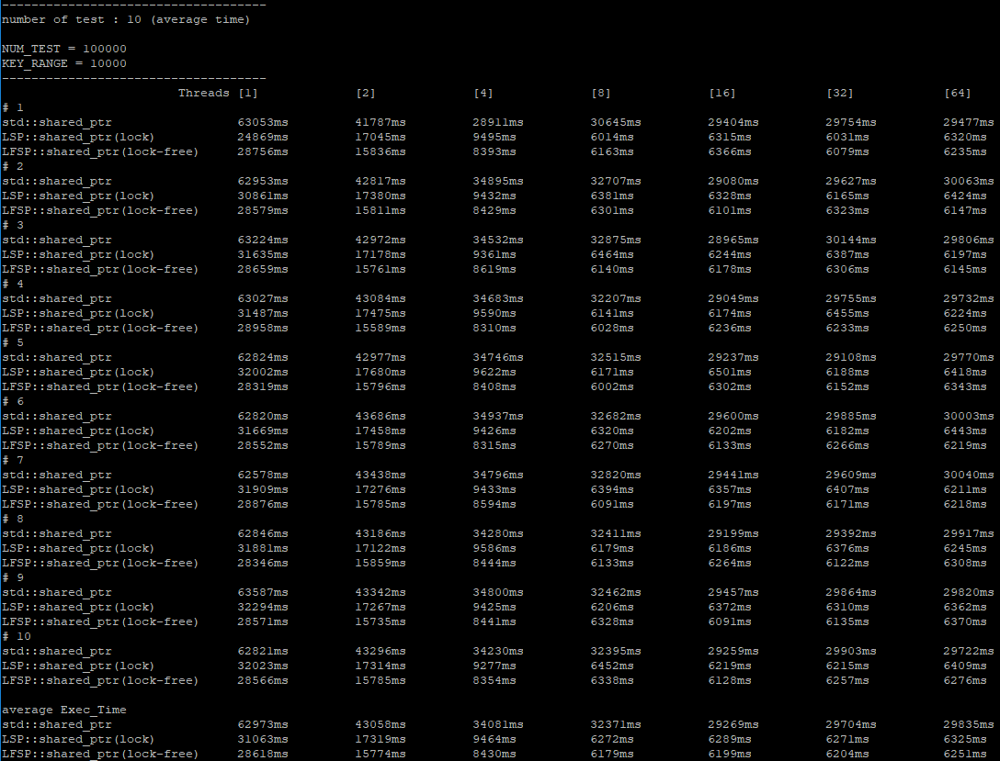 ------------------------------------
number of test : 10 (average time)
NUM_TEST = 100000
KEY_RANGE = 10000
------------------------------------
Threads [1] [2] [4] [8] [16] [32] [64]
# 1
std::shared_ptr 63053ms 41787ms 28911ms 30645ms 29404ms 29754ms 29477ms
LSP::shared_ptr(lock) 24869ms 17045ms 9495ms 6014ms 6315ms 6031ms 6320ms
LFSP::shared_ptr(lock-free) 28756ms 15836ms 8393ms 6163ms 6366ms 6079ms 6235ms
# 2
std::shared_ptr 62953ms 42817ms 34895ms 32707ms 29080ms 29627ms 30063ms
LSP::shared_ptr(lock) 30861ms 17380ms 9432ms 6381ms 6328ms 6165ms 6424ms
LFSP::shared_ptr(lock-free) 28579ms 15811ms 8429ms 6301ms 6101ms 6323ms 6147ms
# 3
std::shared_ptr 63224ms 42972ms 34532ms 32875ms 28965ms 30144ms 29806ms
LSP::shared_ptr(lock) 31635ms 17178ms 9361ms 6464ms 6244ms 6387ms 6197ms
LFSP::shared_ptr(lock-free) 28659ms 15761ms 8619ms 6140ms 6178ms 6306ms 6145ms
# 4
std::shared_ptr 63027ms 43084ms 34683ms 32207ms 29049ms 29755ms 29732ms
LSP::shared_ptr(lock) 31487ms 17475ms 9590ms 6141ms 6174ms 6455ms 6224ms
LFSP::shared_ptr(lock-free) 28958ms 15589ms 8310ms 6028ms 6236ms 6233ms 6250ms
# 5
std::shared_ptr 62824ms 42977ms 34746ms 32515ms 29237ms 29108ms 29770ms
LSP::shared_ptr(lock) 32002ms 17680ms 9622ms 6171ms 6501ms 6188ms 6418ms
LFSP::shared_ptr(lock-free) 28319ms 15796ms 8408ms 6002ms 6302ms 6152ms 6343ms
# 6
std::shared_ptr 62820ms 43686ms 34937ms 32682ms 29600ms 29885ms 30003ms
LSP::shared_ptr(lock) 31669ms 17458ms 9426ms 6320ms 6202ms 6182ms 6443ms
LFSP::shared_ptr(lock-free) 28552ms 15789ms 8315ms 6270ms 6133ms 6266ms 6219ms
# 7
std::shared_ptr 62578ms 43438ms 34796ms 32820ms 29441ms 29609ms 30040ms
LSP::shared_ptr(lock) 31909ms 17276ms 9433ms 6394ms 6357ms 6407ms 6211ms
LFSP::shared_ptr(lock-free) 28876ms 15785ms 8594ms 6091ms 6197ms 6171ms 6218ms
# 8
std::shared_ptr 62846ms 43186ms 34280ms 32411ms 29199ms 29392ms 29917ms
LSP::shared_ptr(lock) 31881ms 17122ms 9586ms 6179ms 6186ms 6376ms 6245ms
LFSP::shared_ptr(lock-free) 28346ms 15859ms 8444ms 6133ms 6264ms 6122ms 6308ms
# 9
std::shared_ptr 63587ms 43342ms 34800ms 32462ms 29457ms 29864ms 29820ms
LSP::shared_ptr(lock) 32294ms 17267ms 9425ms 6206ms 6372ms 6310ms 6362ms
LFSP::shared_ptr(lock-free) 28571ms 15735ms 8441ms 6328ms 6091ms 6135ms 6370ms
# 10
std::shared_ptr 62821ms 43296ms 34230ms 32395ms 29259ms 29903ms 29722ms
LSP::shared_ptr(lock) 32023ms 17314ms 9277ms 6452ms 6219ms 6215ms 6409ms
LFSP::shared_ptr(lock-free) 28566ms 15785ms 8354ms 6338ms 6128ms 6257ms 6276ms
average Exec_Time
std::shared_ptr 62973ms 43058ms 34081ms 32371ms 29269ms 29704ms 29835ms
LSP::shared_ptr(lock) 31063ms 17319ms 9464ms 6272ms 6289ms 6271ms 6325ms
LFSP::shared_ptr(lock-free) 28618ms 15774ms 8430ms 6179ms 6199ms 6204ms 6251ms